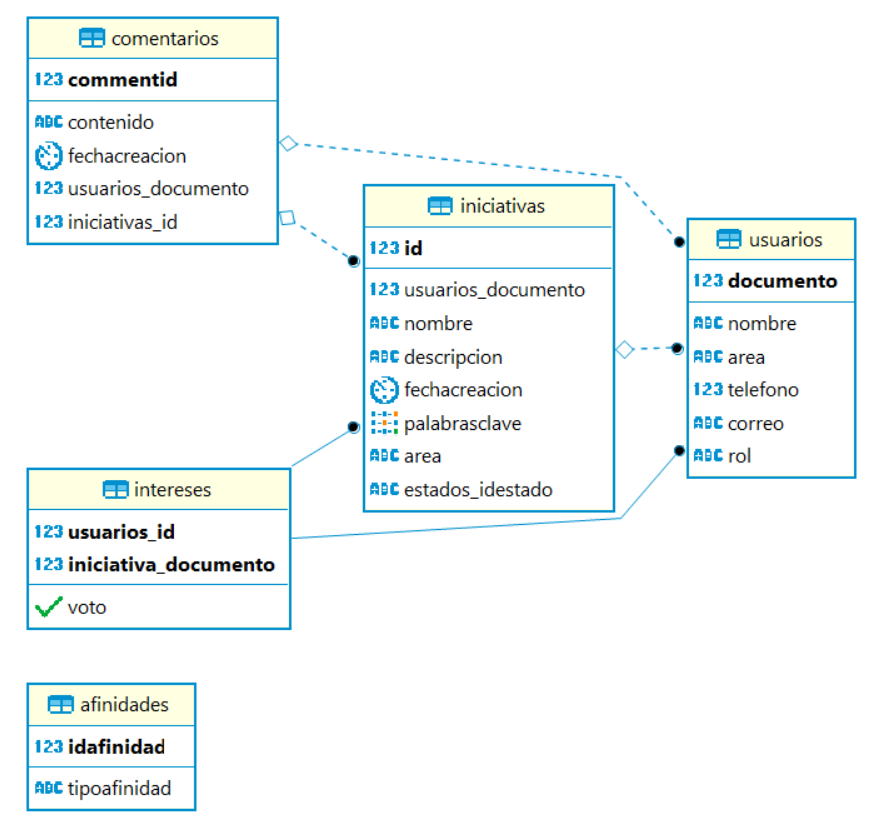 comentarios
123 commentid
ABC contenido
fechacreacion
123 usuarios_documento
123 iniciativas_id
iniciativas
123 id
123 usuarios_documento
ABC nombre
ABC descripcion
fechacreacion
palabrasclave
ABC area
ABC estados_idestado
usuarios
123 documento
ABC nombre
ABC area
123 telefono
ABC correo
ABC rol
intereses
123 usuarios_id
123 iniciativa_documento
voto
afinidades
123 idafinidad
ABC tipoafinidad